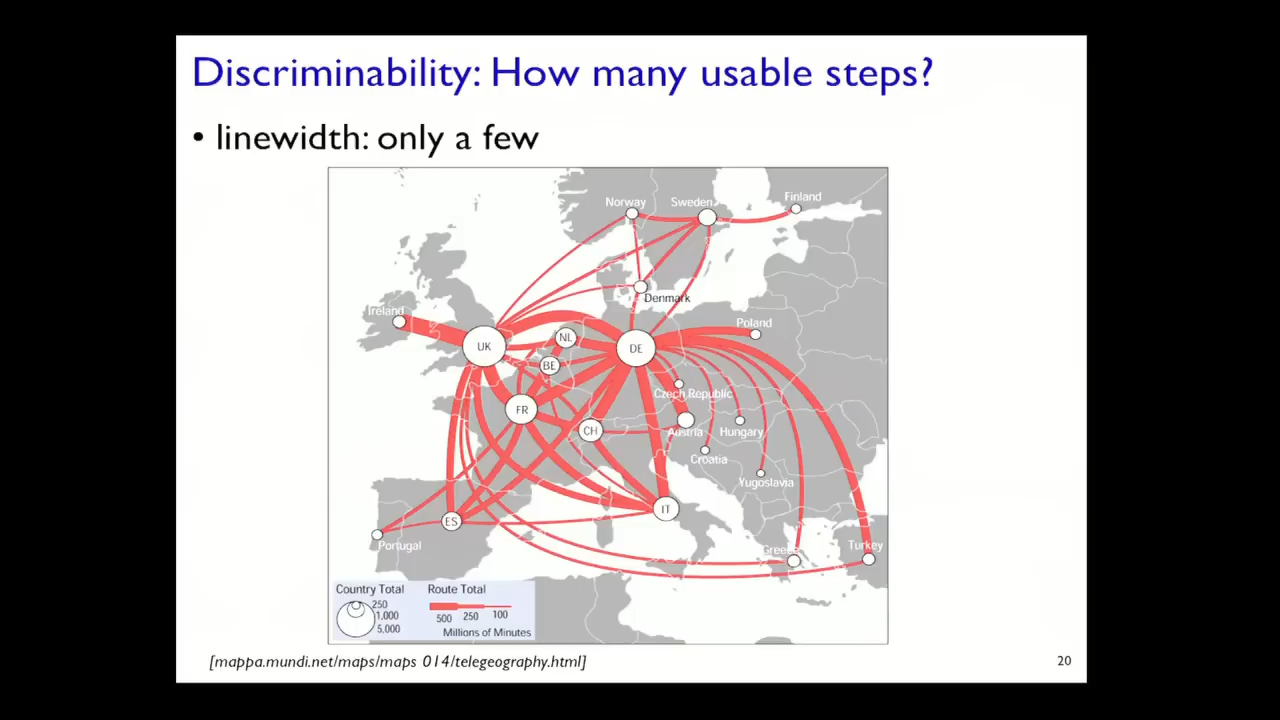 Discriminability: How many usable steps?
• linewidth: only a few
Norway
Sweden
Finland
Denmark
Ireland
Poland
UK
NL
DE
BE
Czech Republic
FR
CH
Austria
Hungary
Croatia
Yugoslavia
IT
ES
Portugal
Greece
Turkey
Country Total
250
1,000
5,000
Route Total
500 250 100
Millions of Minutes
[mappa.mundi.net/maps/maps 014/telegeography.html]
20